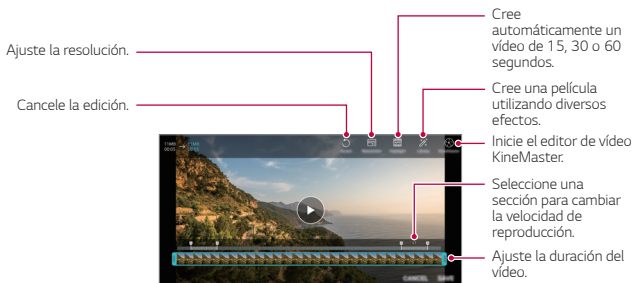 Ajuste la resolución.
Cancele la edición.
Cree
automáticamente un
vídeo de 15, 30 o 60
segundos.
Cree una película
utilizando diversos
efectos.
Inicie el editor de vídeo
KineMaster.
Seleccione una
sección para cambiar
la velocidad de
reproducción.
Ajuste la duración del
vídeo.
CANCEL SAVE